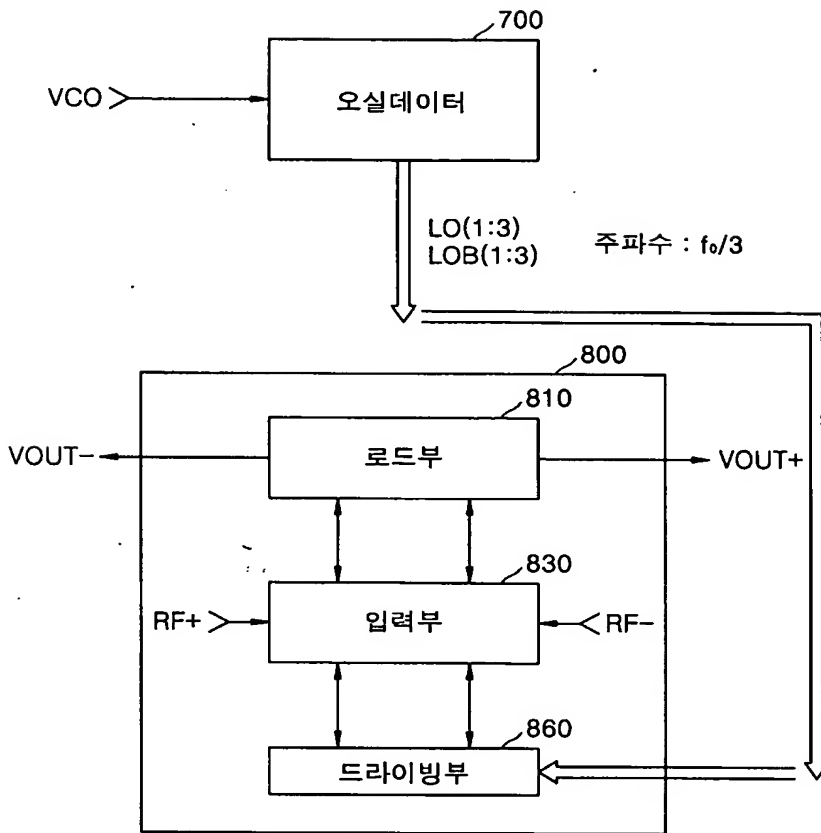 700
VCO
오실데이터
LO(1:3)
LOB(1:3)
주파수 : f₀/3
800
810
VOUT-
로드부
VOUT+
830
RF+
입력부
RF-
860
드라이빙부